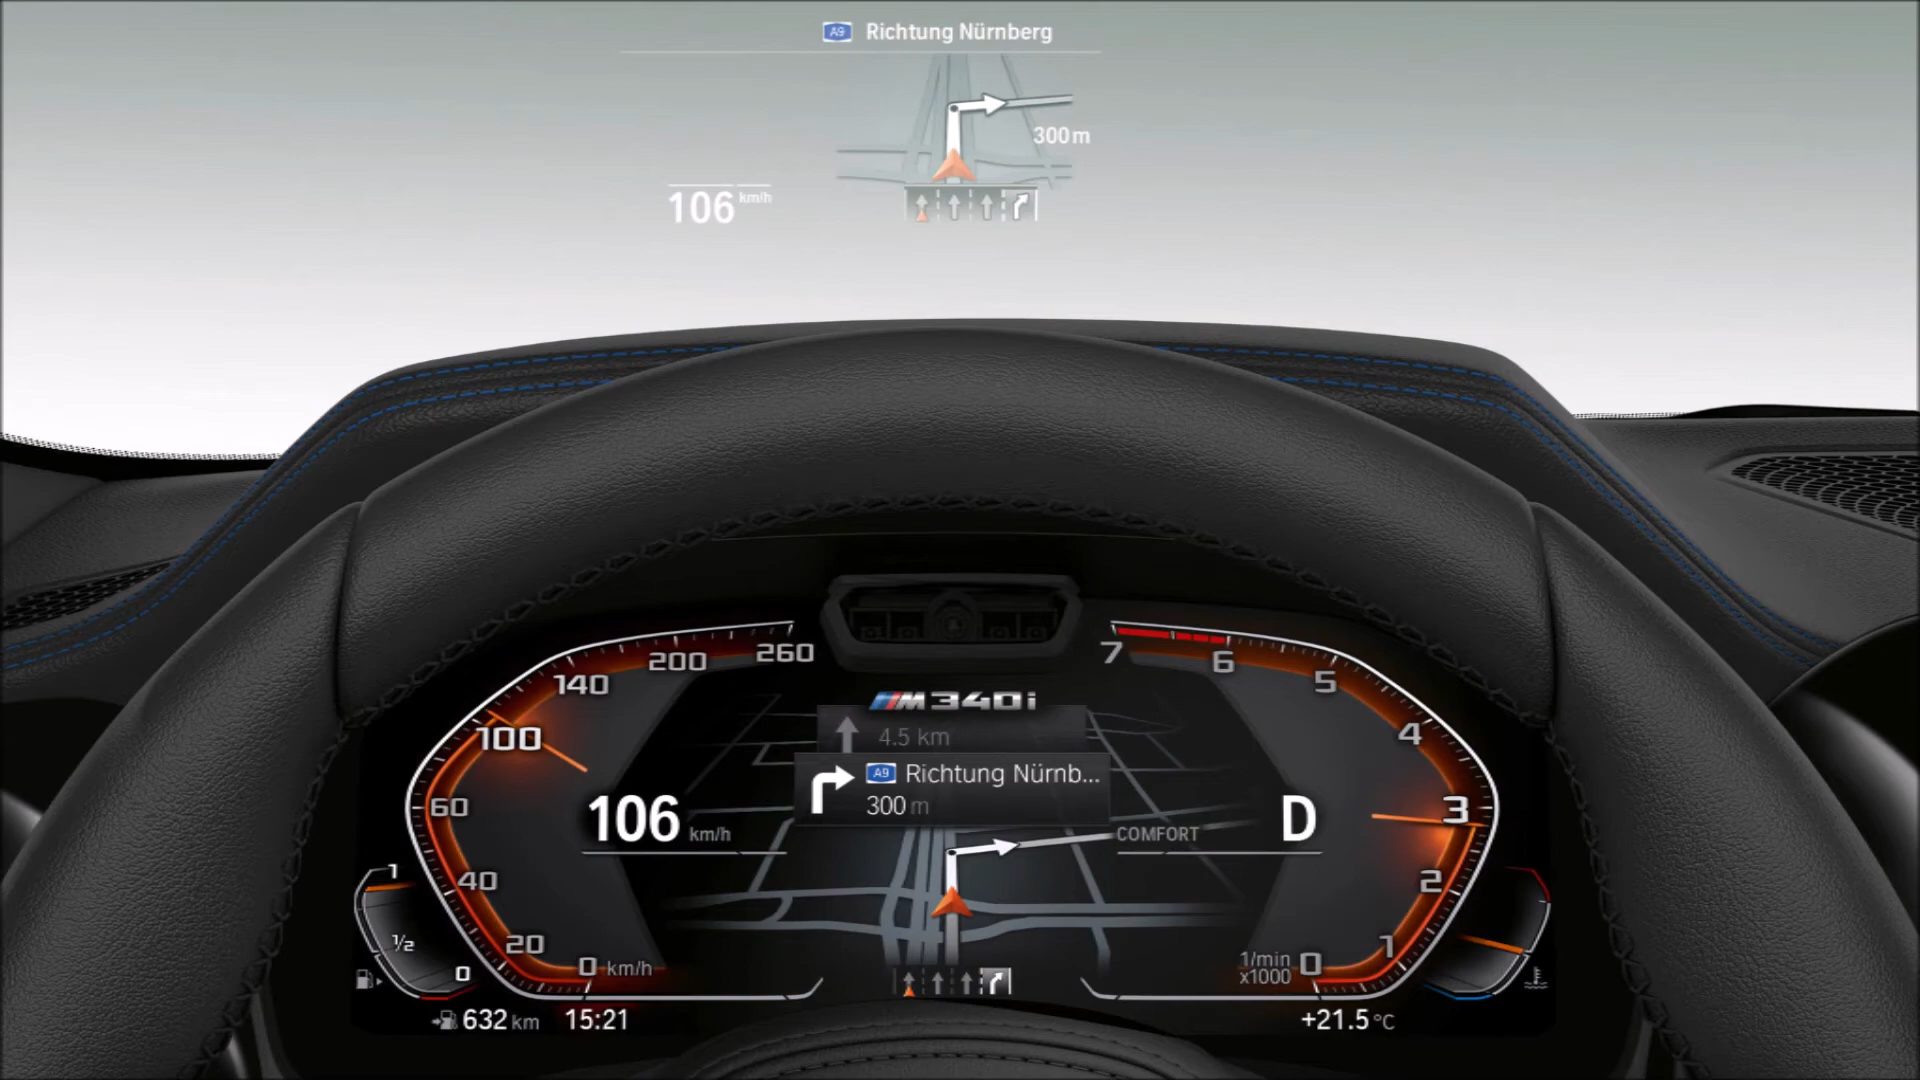 A9 Richtung Nürnberg
300 m
106 km/h
260
200
140
100
60
40
20
0 km/h
7
6
5
4
3
2
1
0
1/min
x1000
M340i
4.5 km
A9 Richtung Nürnb...
300 m
106 km/h
COMFORT
D
1
1/2
0
632 km
15:21
+21.5 °C